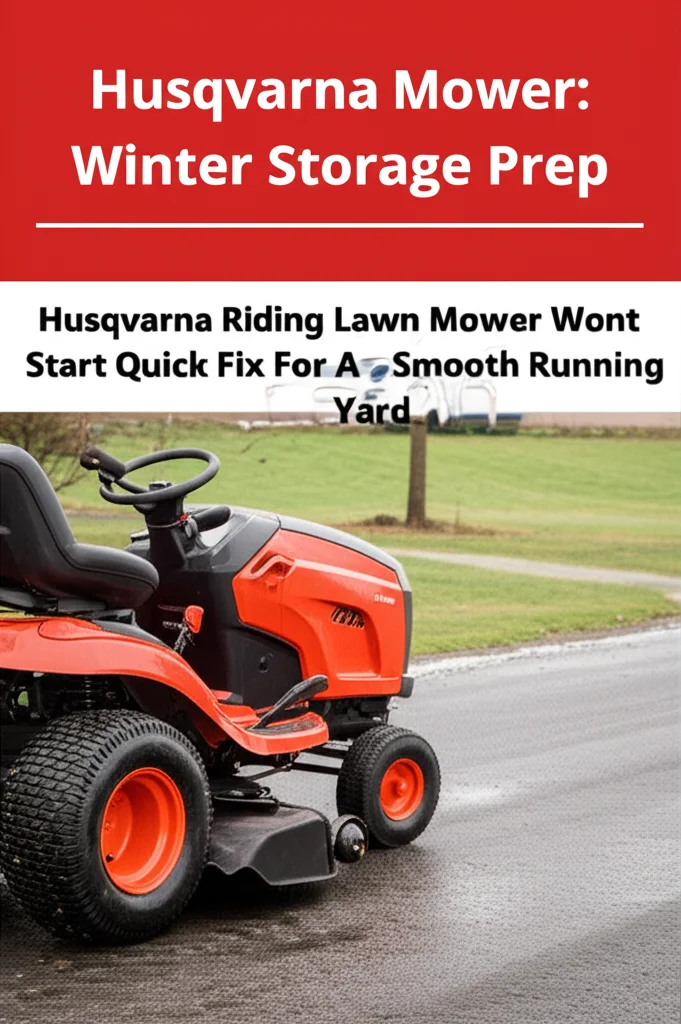 Husqvarna Mower:
Winter Storage Prep
Husqvarna Riding Lawn Mower Wont
Start Quick Fix For A Smooth Running
Yard